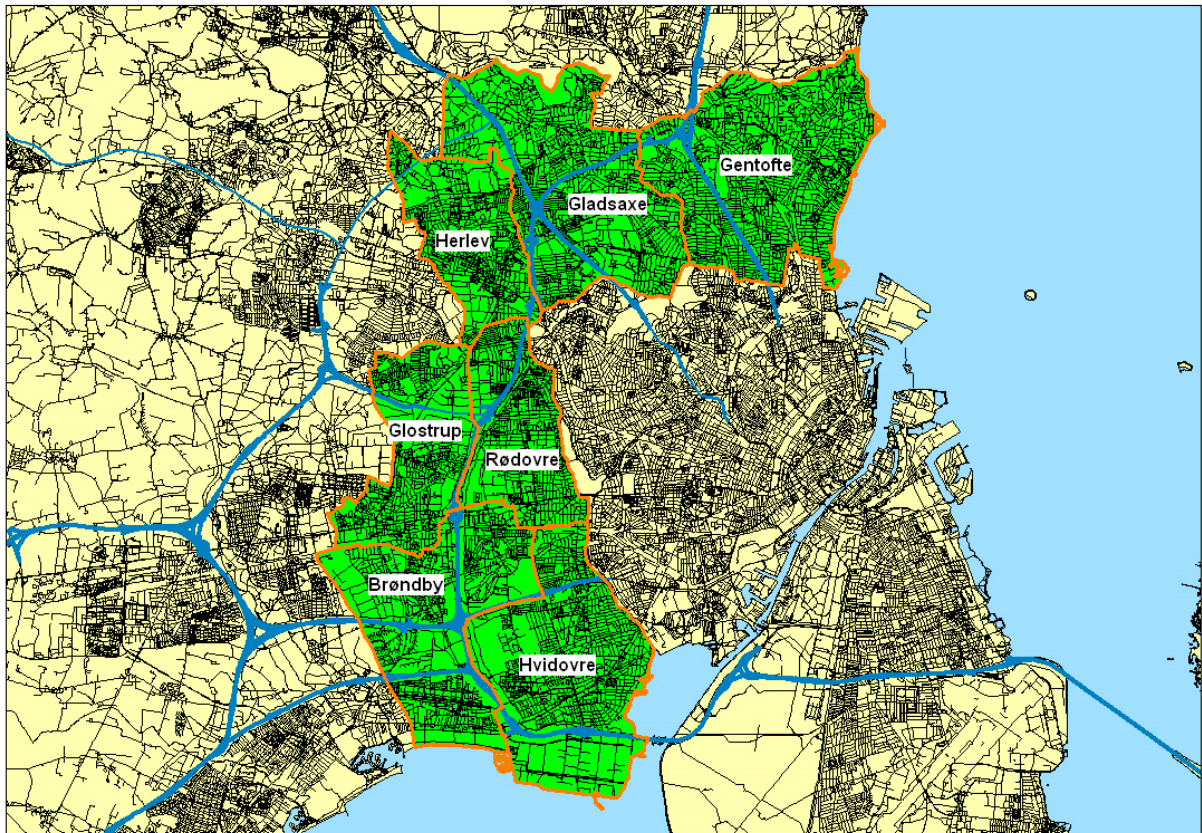 Gentofte
Gladsaxe
Herlev
Glostrup
Rødovre
Brøndby
Hvidovre